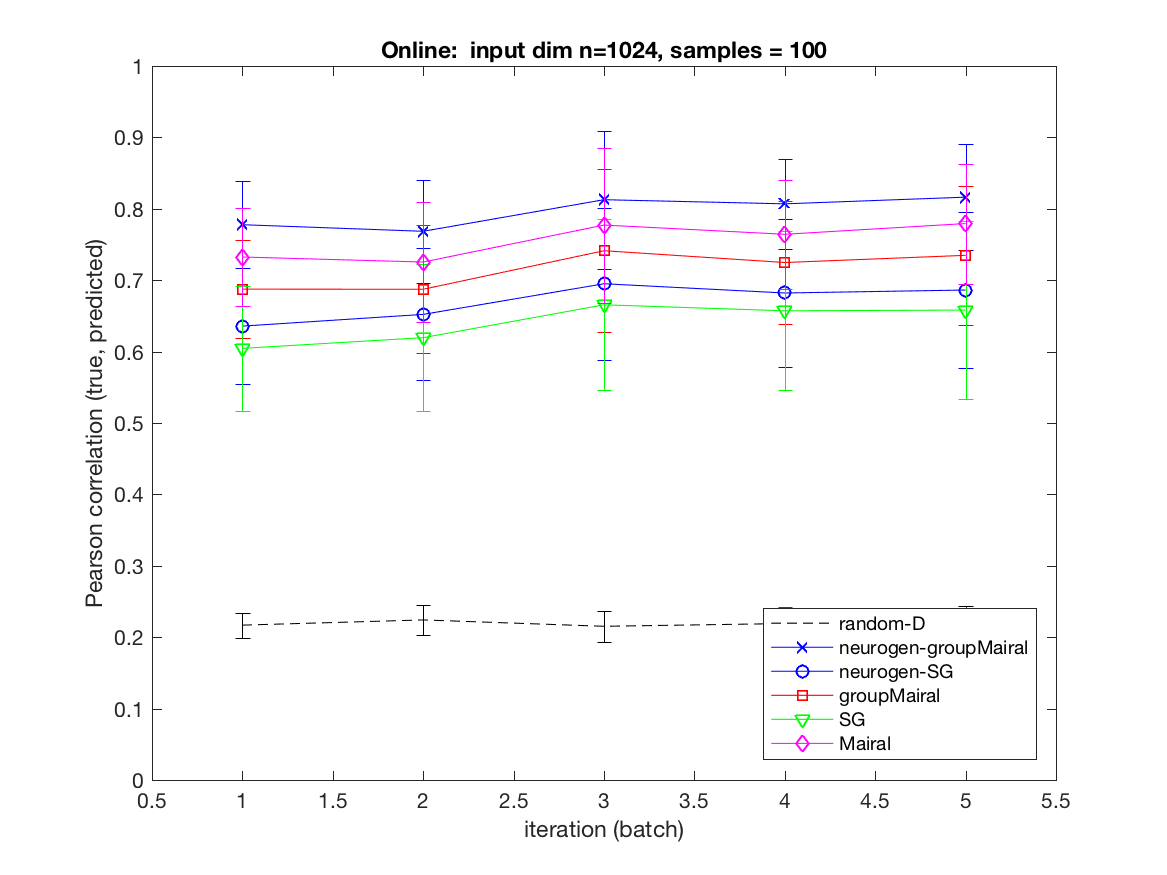 Online:  input dim n=1024, samples = 100
1
0.9
0.8
0.7
0.6
0.5
0.4
0.3
0.2
0.1
0
Pearson correlation (true, predicted)
random-D
neurogen-groupMairal
neurogen-SG
groupMairal
SG
Mairal
0.5 1 1.5 2 2.5 3 3.5 4 4.5 5 5.5
iteration (batch)